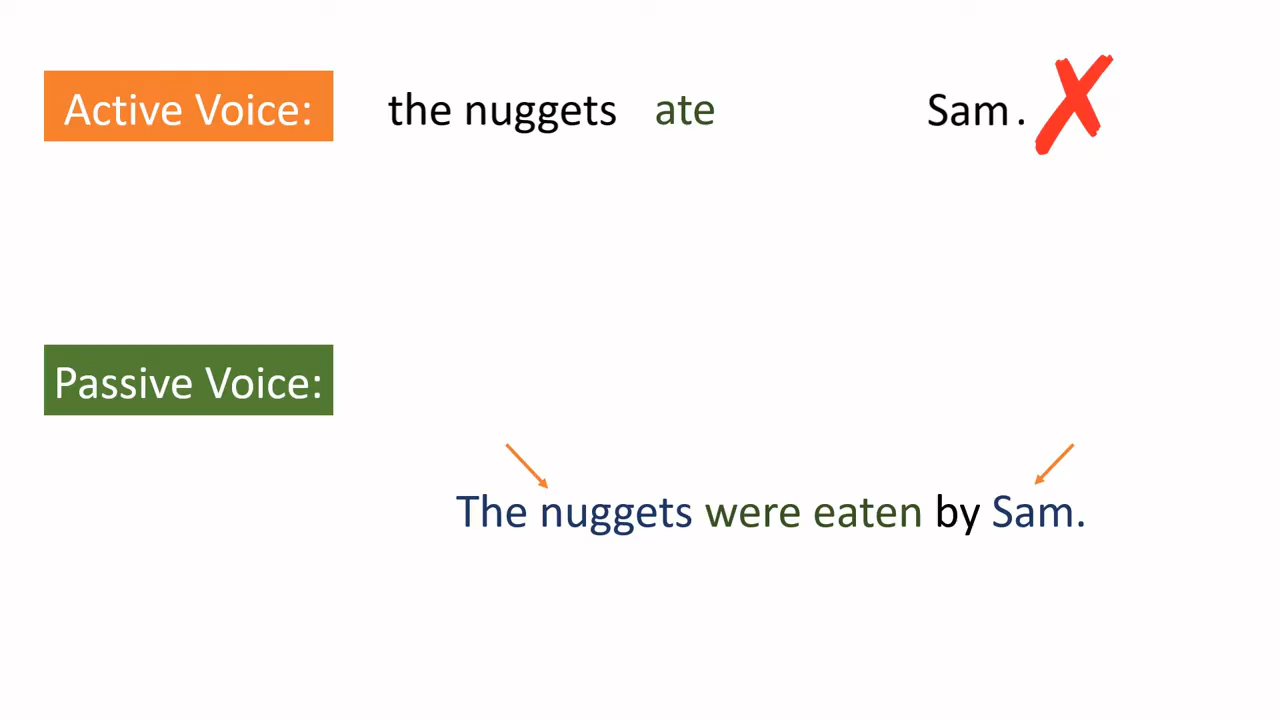 Active Voice: the nuggets ate Sam.
Passive Voice:
The nuggets were eaten by Sam.